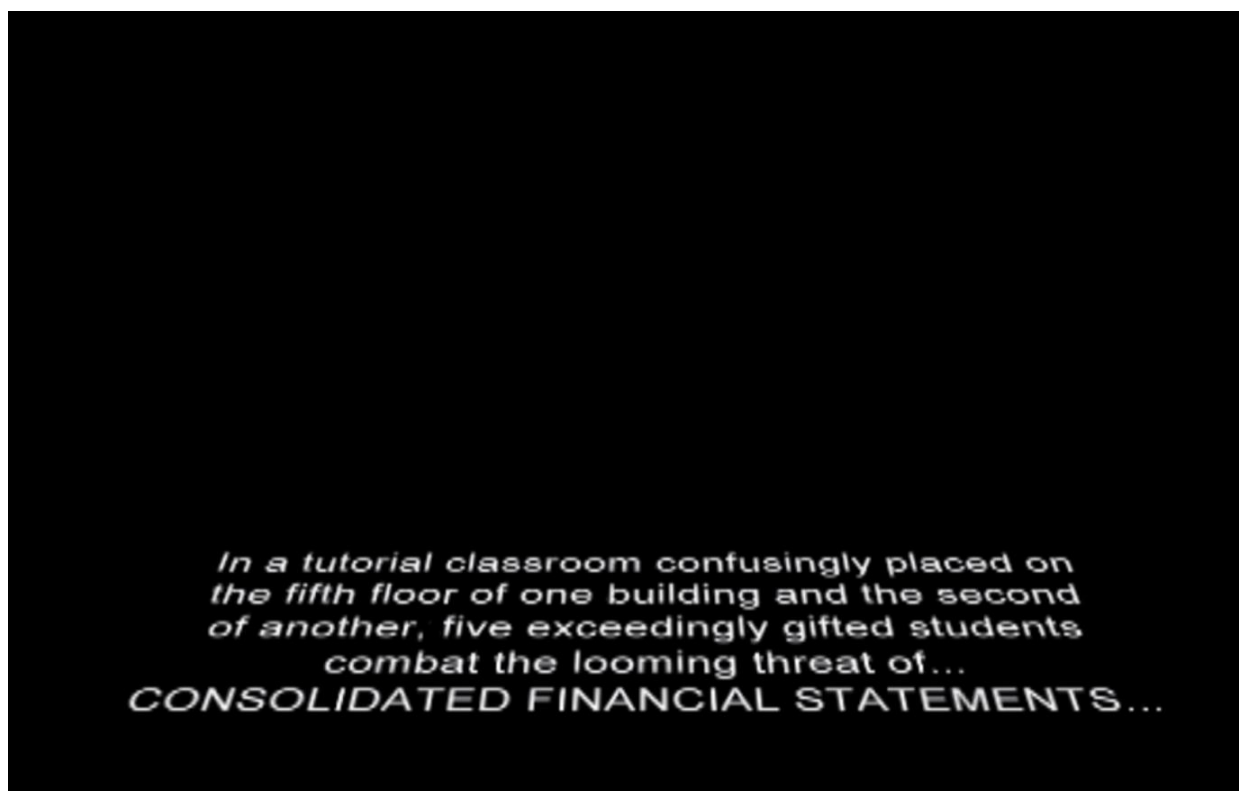 In a tutorial classroom confusingly placed on
the fifth floor of one building and the second
of another, five exceedingly gifted students
combat the looming threat of...
CONSOLIDATED FINANCIAL STATEMENTS...